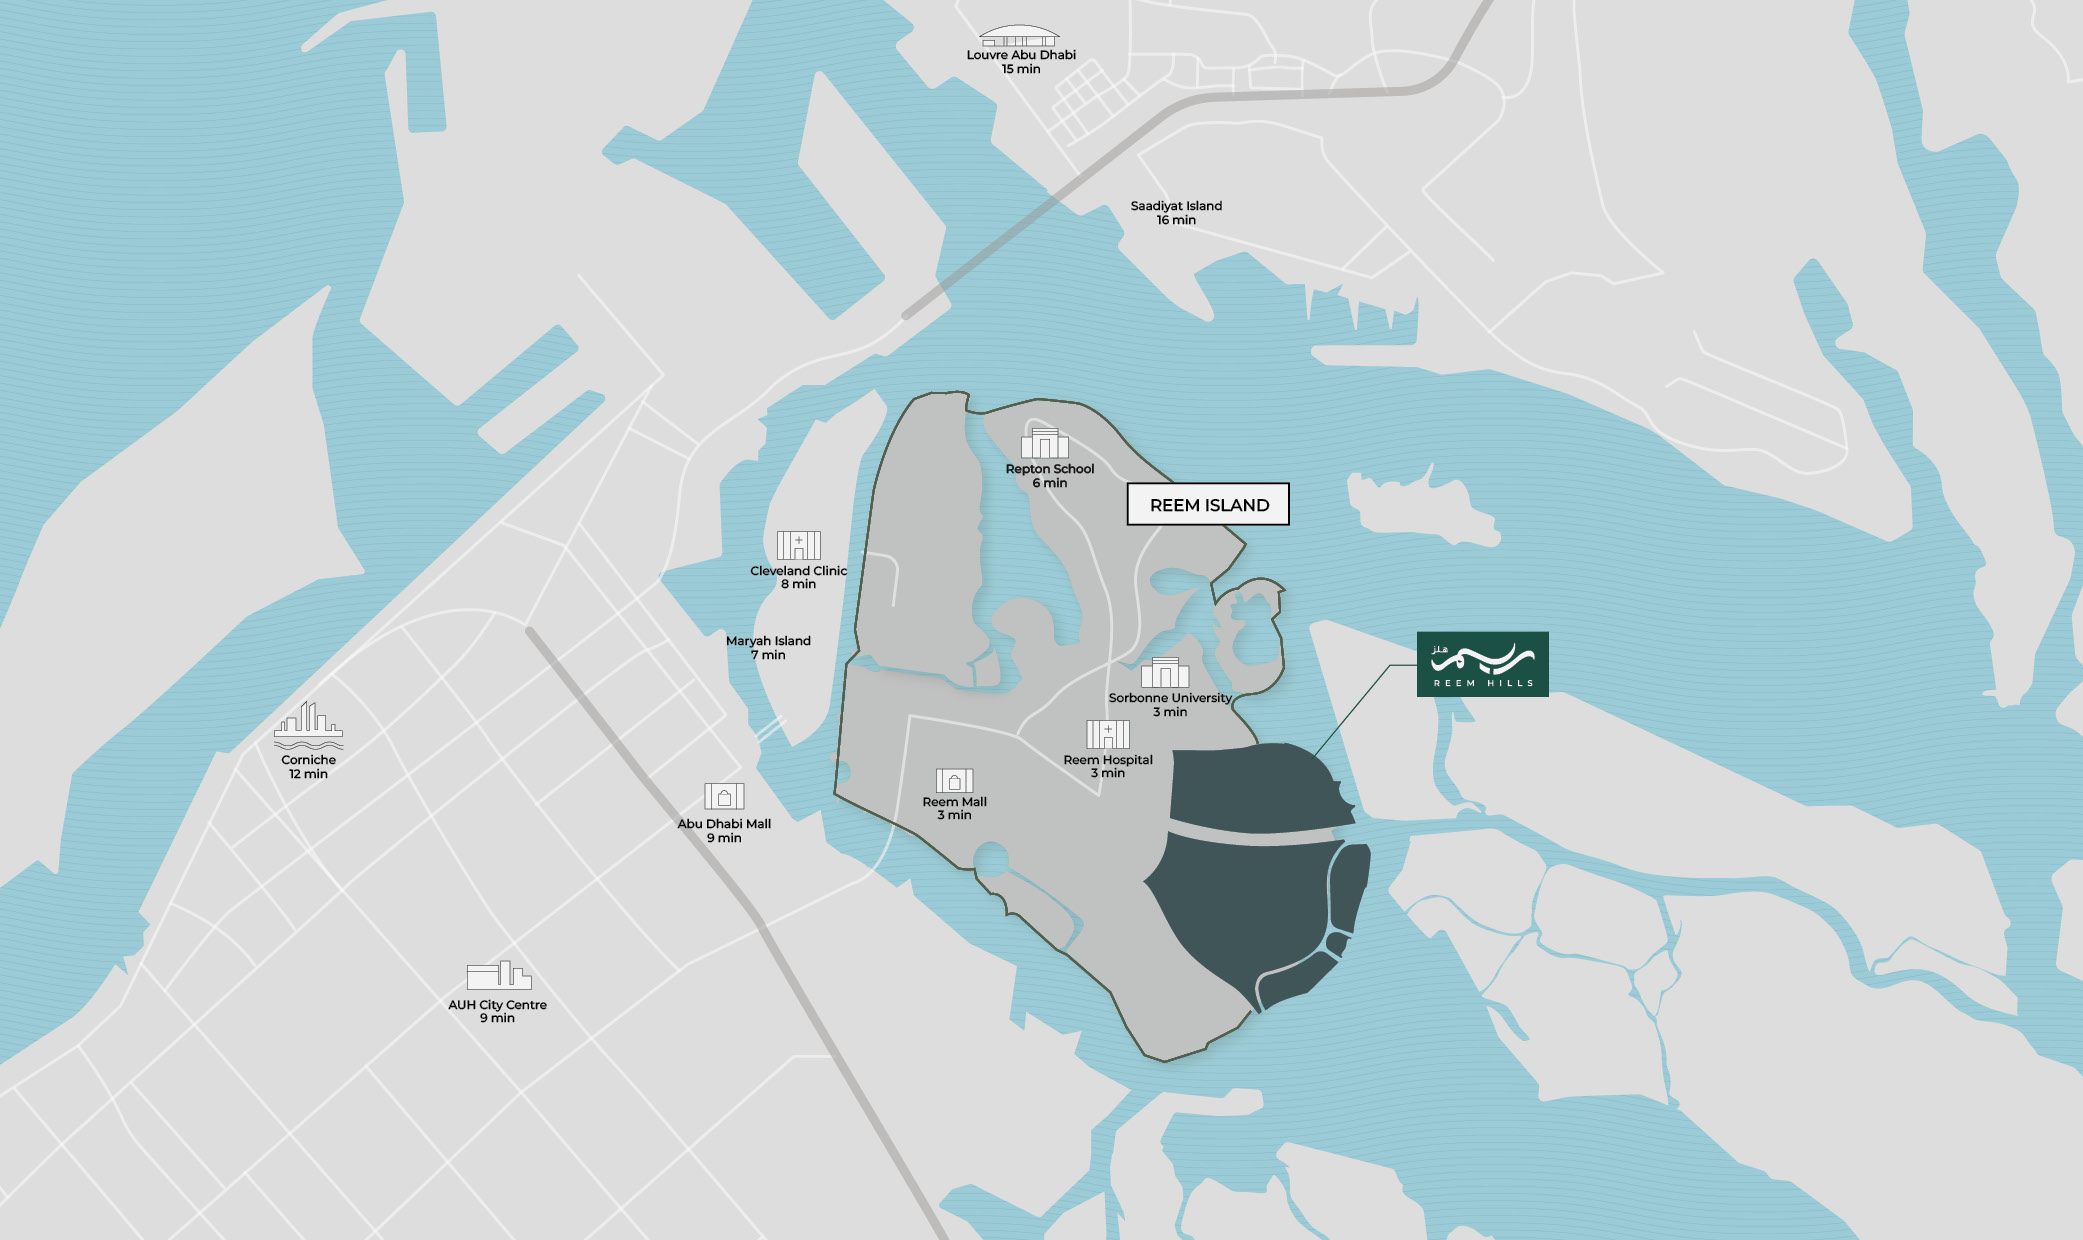 Louvre Abu Dhabi
15 min
Saadiyat Island
16 min
Repton School
6 min
REEM ISLAND
Cleveland Clinic
8 min
Maryah Island
7 min
ريم هلز
REEM HILLS
Sorbonne University
3 min
Reem Hospital
3 min
Corniche
12 min
Reem Mall
3 min
Abu Dhabi Mall
9 min
AUH City Centre
9 min